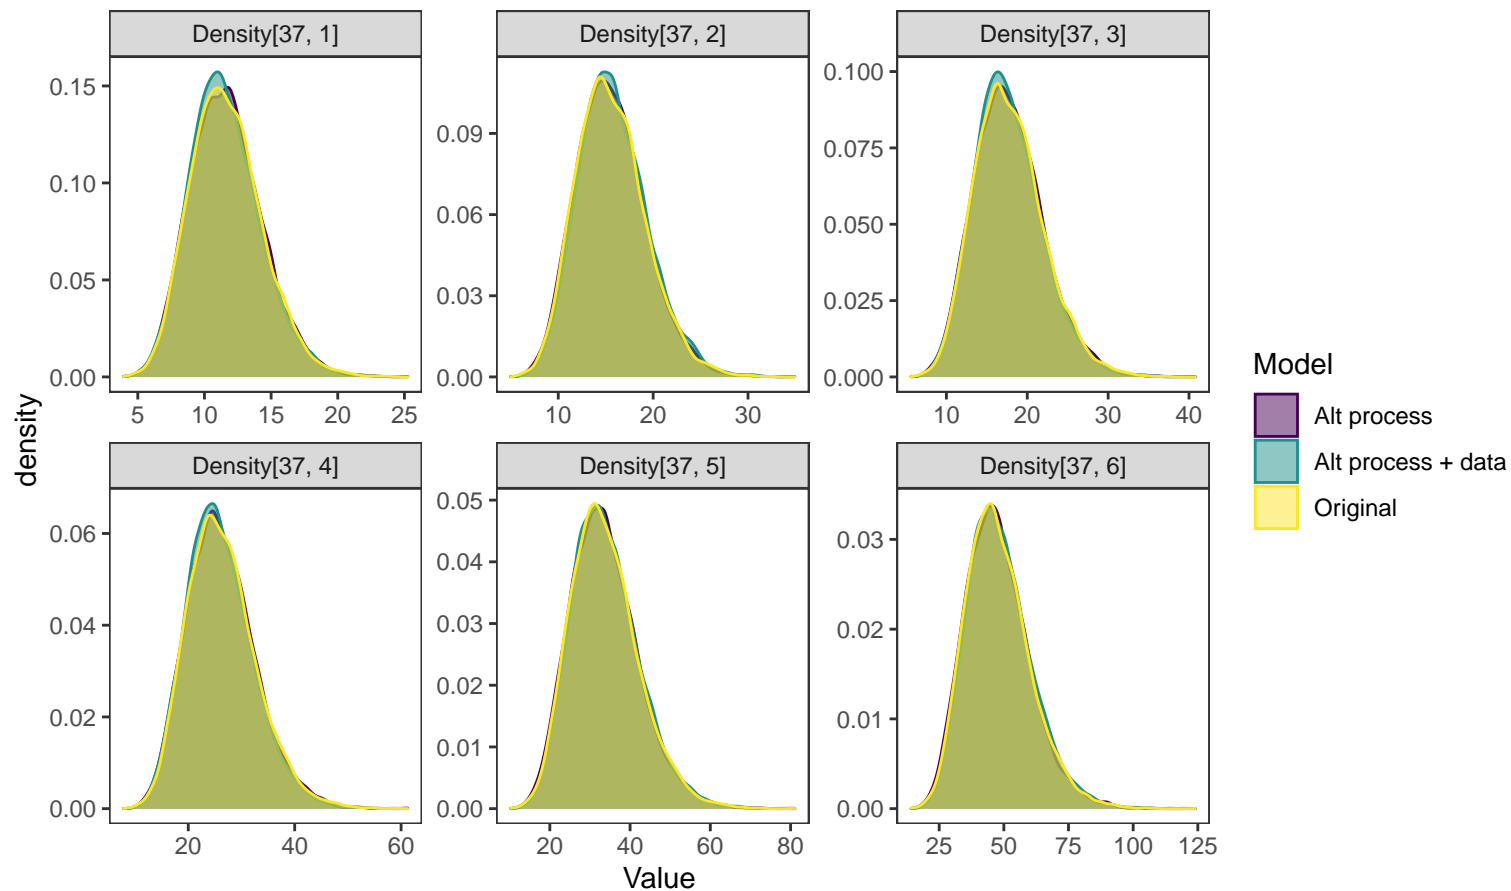 Density[37, 1]
Density[37, 2]
Density[37, 3]
0.15
0.10
0.05
0.00
5 10 15 20 25
0.09
0.06
0.03
0.00
10 20 30
0.100
0.075
0.050
0.025
0.000
10 20 30 40
Density[37, 4]
Density[37, 5]
Density[37, 6]
0.06
0.04
0.02
0.00
20 40 60
0.05
0.04
0.03
0.02
0.01
0.00
20 40 60 80
0.03
0.02
0.01
0.00
25 50 75 100 125
density
Value
Model
Alt process
Alt process + data
Original